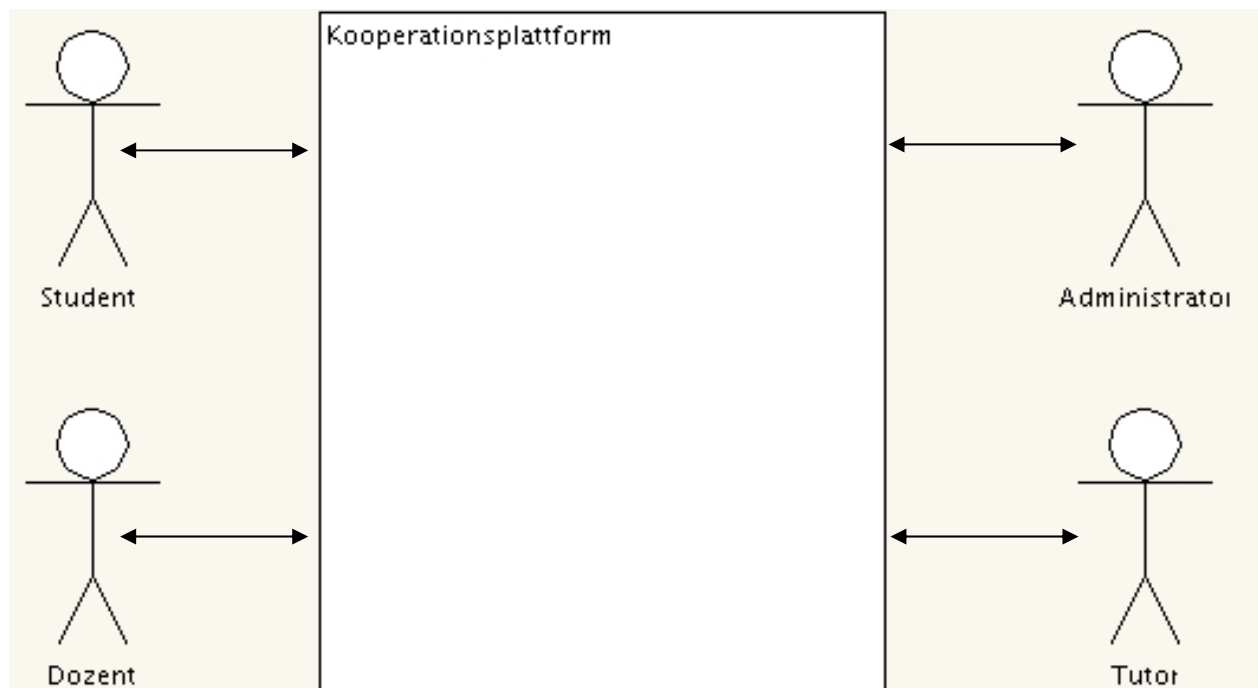 Kooperationsplattform
Student
Administrator
Dozent
Tutor